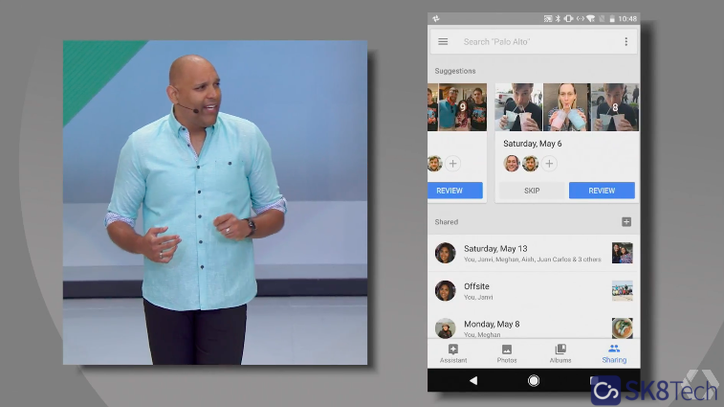 10:48
Search "Palo Alto"
Suggestions
9
8
Saturday, May 6
REVIEW
SKIP
REVIEW
Shared
Saturday, May 13
You, Janvi, Meghan, Aish, Juan Carlos & 3 others
Offsite
You, Janvi
Monday, May 8
You, Meghan
Assistant
Photos
Albums
Sharing
SK8Tech